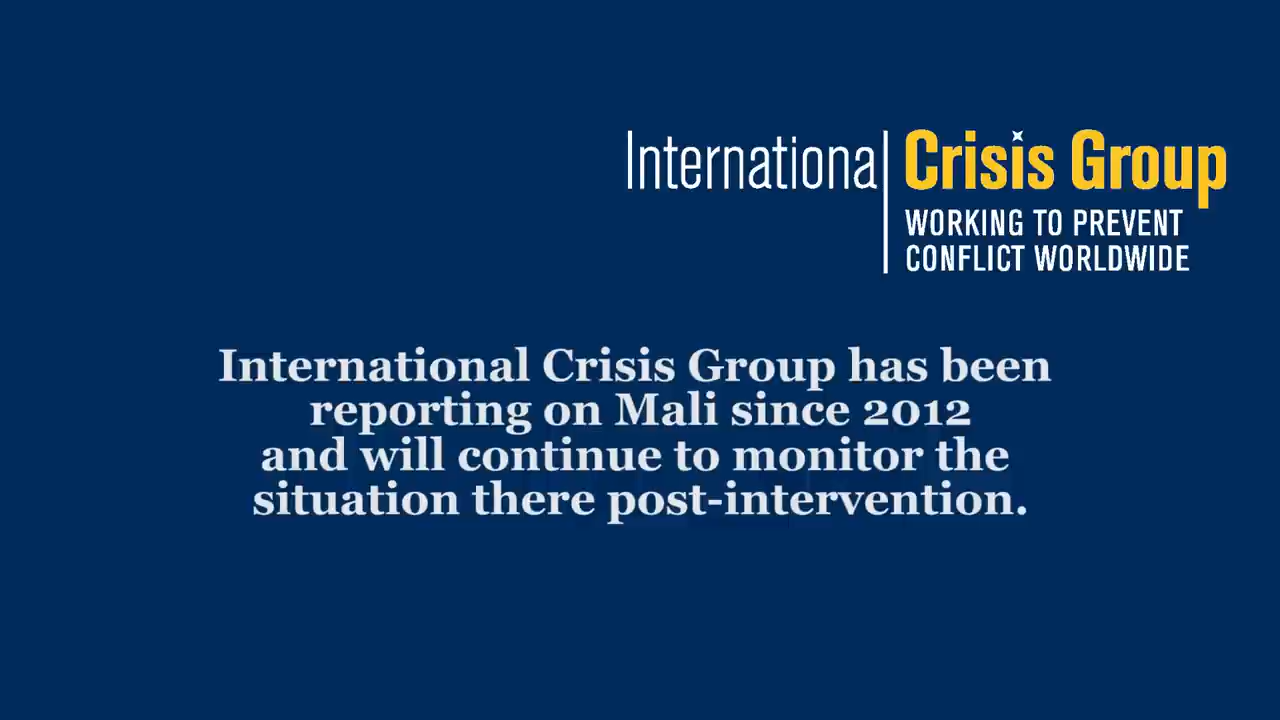 International Crisis Group
WORKING TO PREVENT
CONFLICT WORLDWIDE
International Crisis Group has been
reporting on Mali since 2012
and will continue to monitor the
situation there post-intervention.